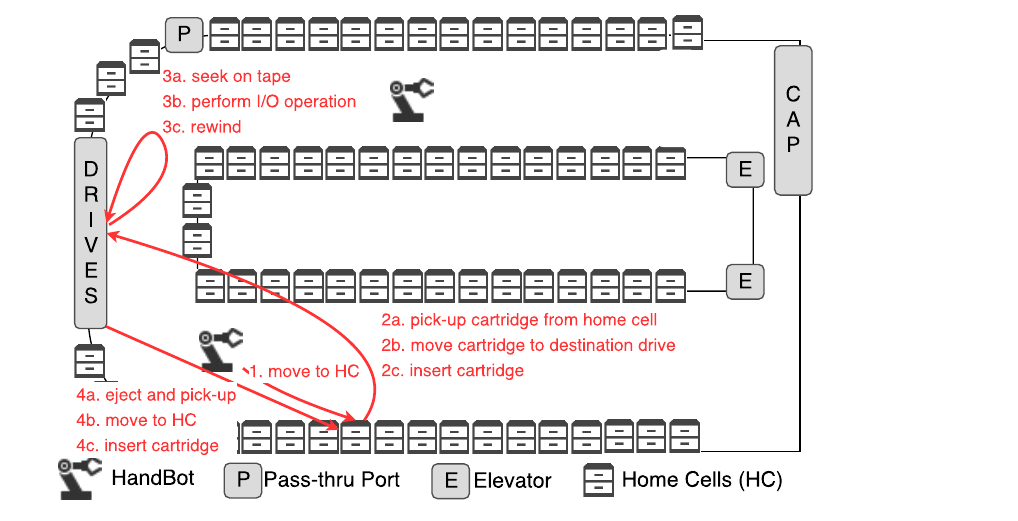 P
3a. seek on tape
3b. perform I/O operation
3c. rewind
CAP
DRIVES
E
E
2a. pick-up cartridge from home cell
2b. move cartridge to destination drive
2c. insert cartridge
1. move to HC
4a. eject and pick-up
4b. move to HC
4c. insert cartridge
HandBot
P Pass-thru Port
E Elevator
Home Cells (HC)